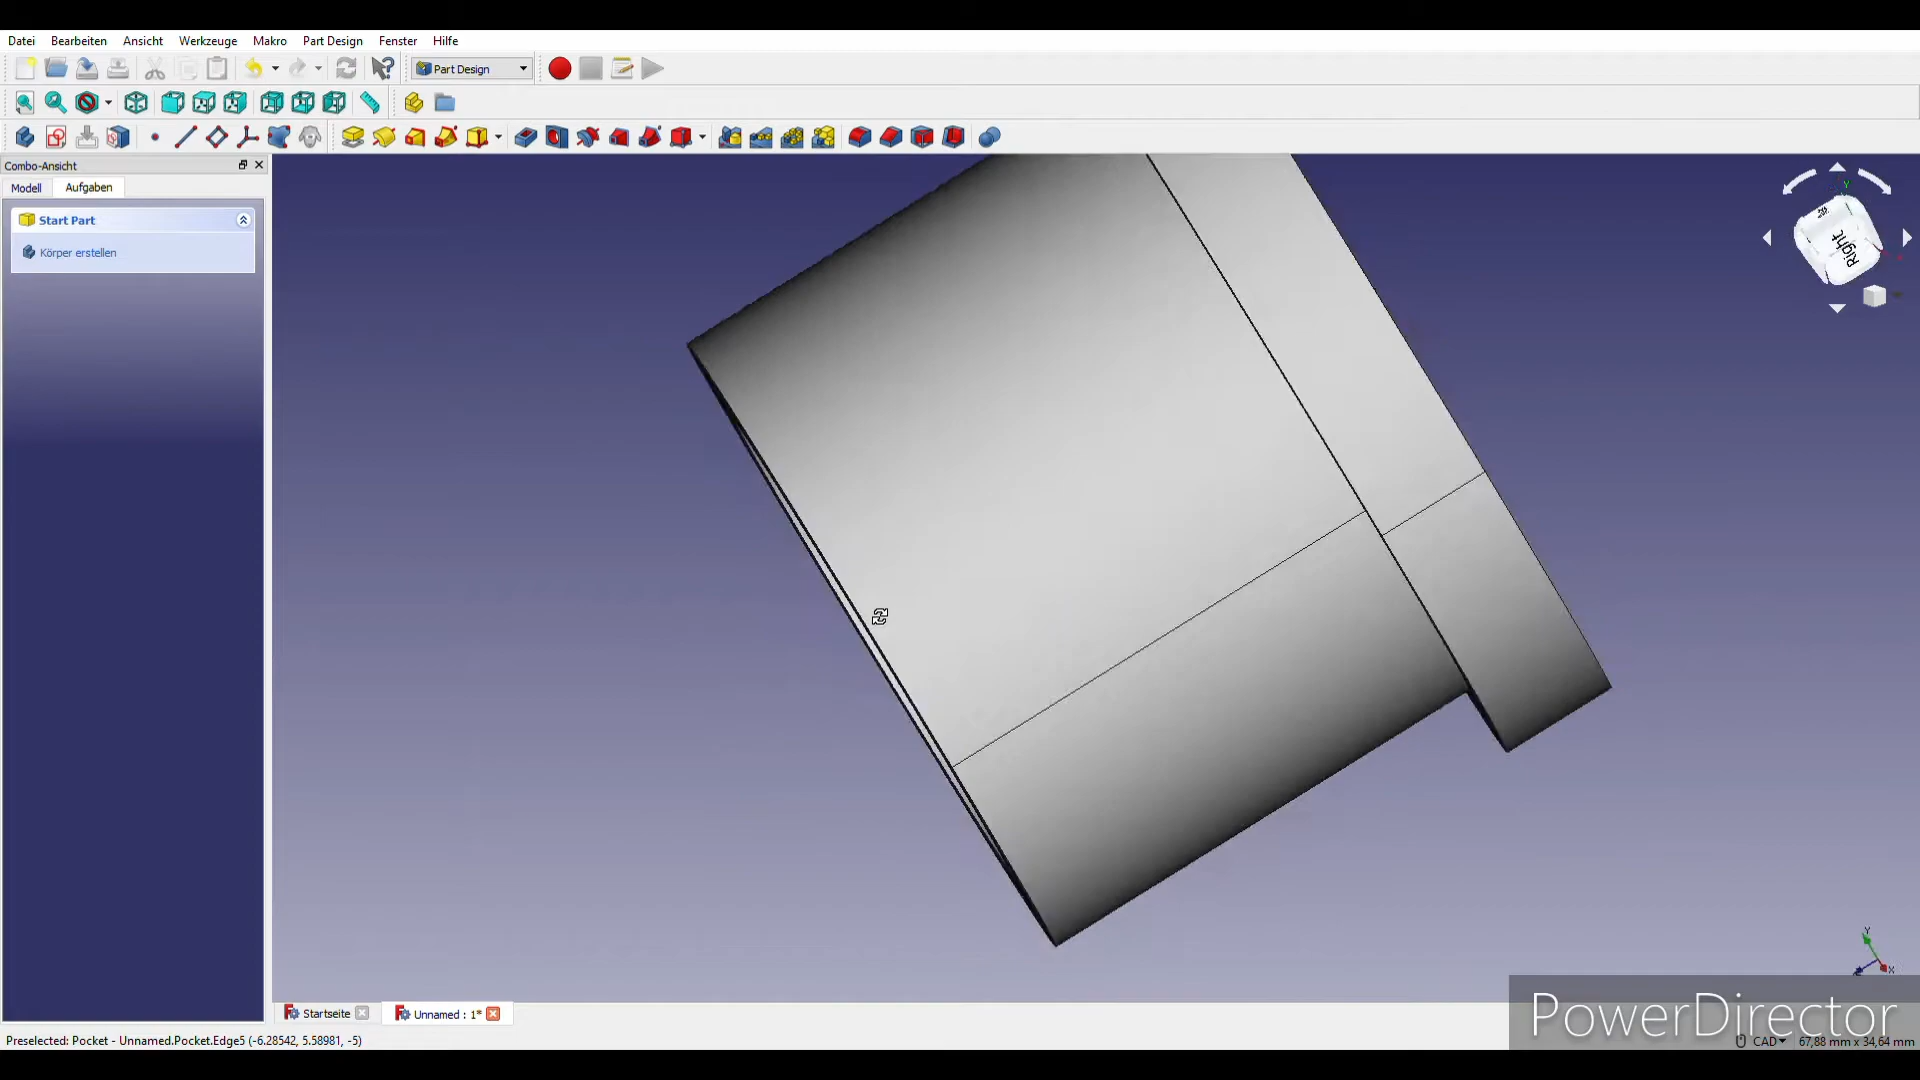 Datei Bearbeiten Ansicht Werkzeuge Makro Part Design Fenster Hilfe
Part Design
Combo-Ansicht
Modell Aufgaben
Start Part
Körper erstellen
Right
Y
Y
X
Startseite Unnamed : 1*
PowerDirector
Preselected: Pocket - Unnamed.Pocket.Edge5 (-6.28542, 5.58981, -5) CAD 67,88 mm x 34,64 mm